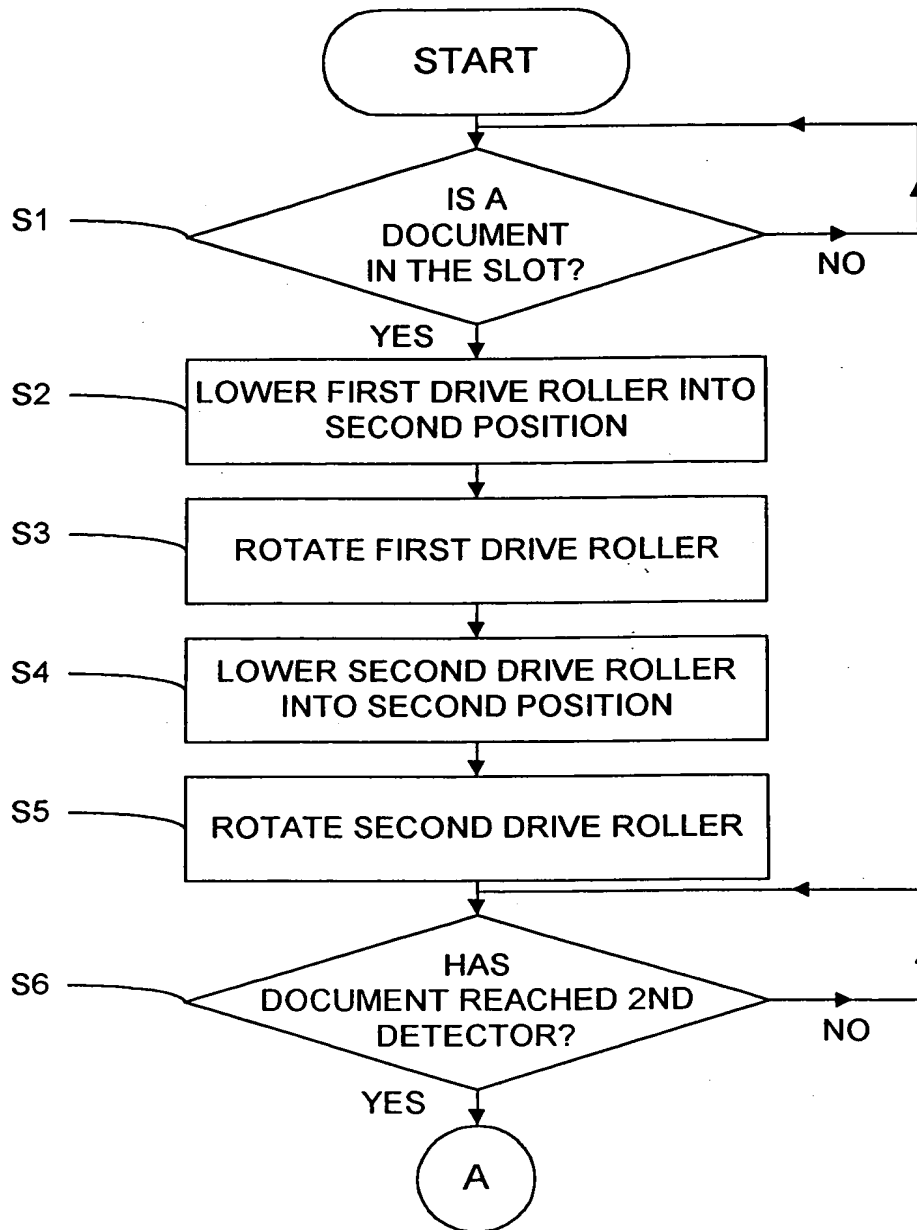 START
S1
IS A
DOCUMENT
IN THE SLOT?
NO
YES
S2
LOWER FIRST DRIVE ROLLER INTO
SECOND POSITION
S3
ROTATE FIRST DRIVE ROLLER
S4
LOWER SECOND DRIVE ROLLER
INTO SECOND POSITION
S5
ROTATE SECOND DRIVE ROLLER
S6
HAS
DOCUMENT REACHED 2ND
DETECTOR?
NO
YES
A